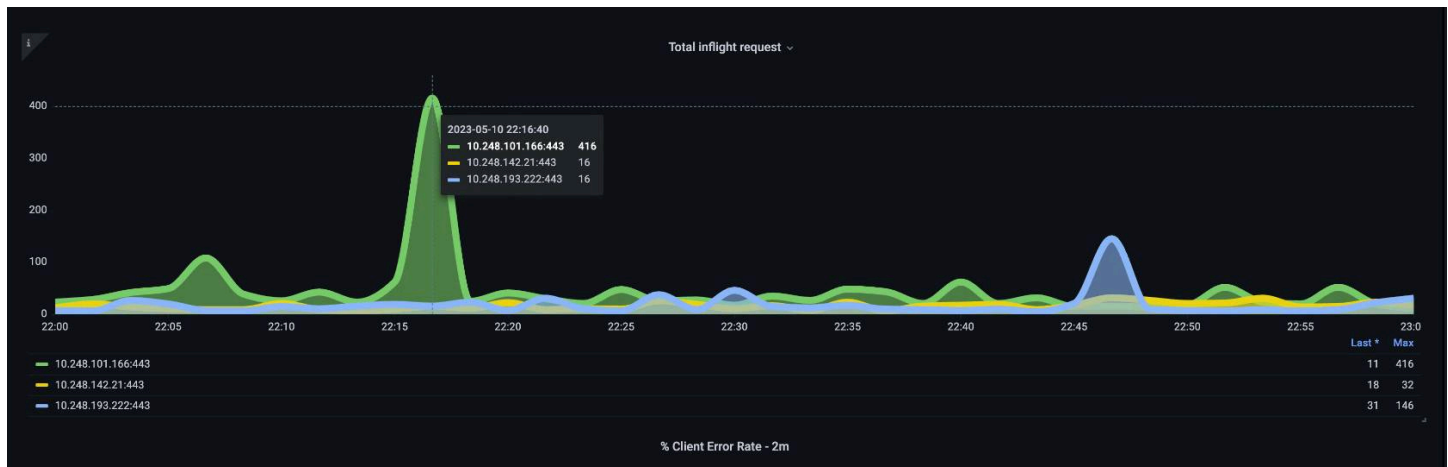 i
Total inflight request
400
300
200
100
0
2023-05-10 22:16:40
10.248.101.166:443 416
10.248.142.21:443 16
10.248.193.222:443 16
22:00 22:05 22:10 22:15 22:20 22:25 22:30 22:35 22:40 22:45 22:50 22:55 23:0
Last * Max
10.248.101.166:443 11 416
10.248.142.21:443 18 32
10.248.193.222:443 31 146
% Client Error Rate - 2m